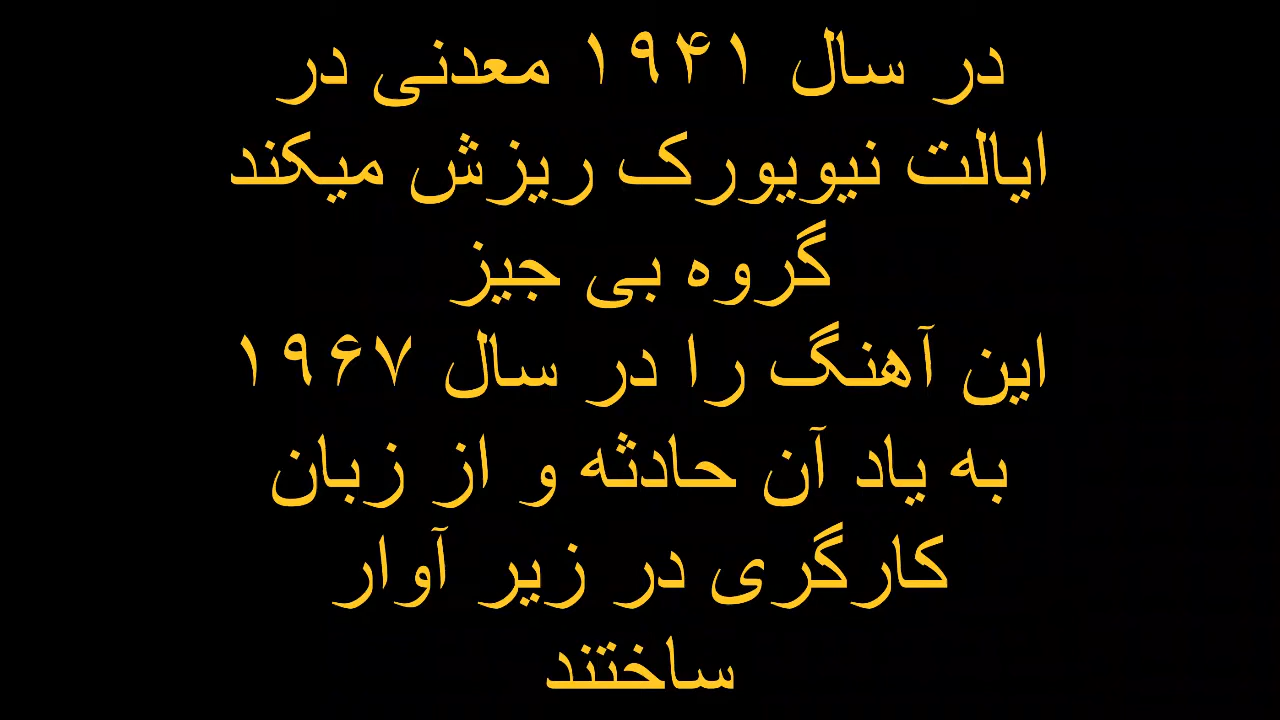 در سال ۱۹۴۱ معدنی در
ایالت نیویورک ریزش میکند
گروه بی جیز
این آهنگ را در سال ۱۹۶۷
به یاد آن حادثه و از زبان
کارگری در زیر آوار
ساختند